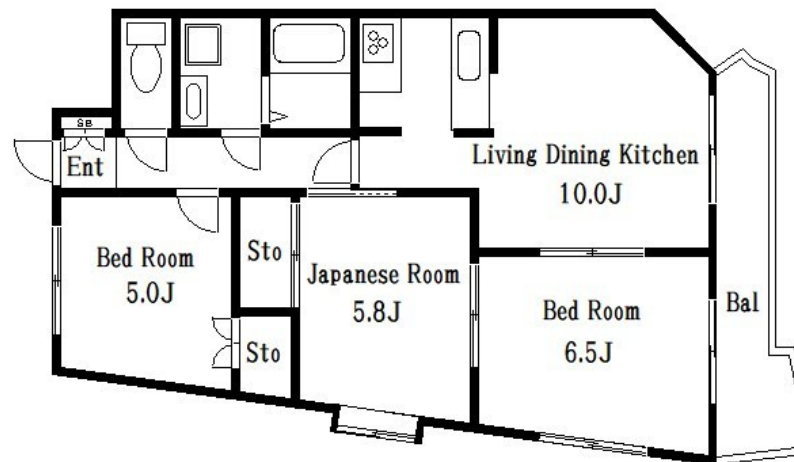 SB
Ent
Living Dining Kitchen
10.0J
Bed Room
5.0J
Sto
Japanese Room
5.8J
Sto
Bed Room
6.5J
Bal